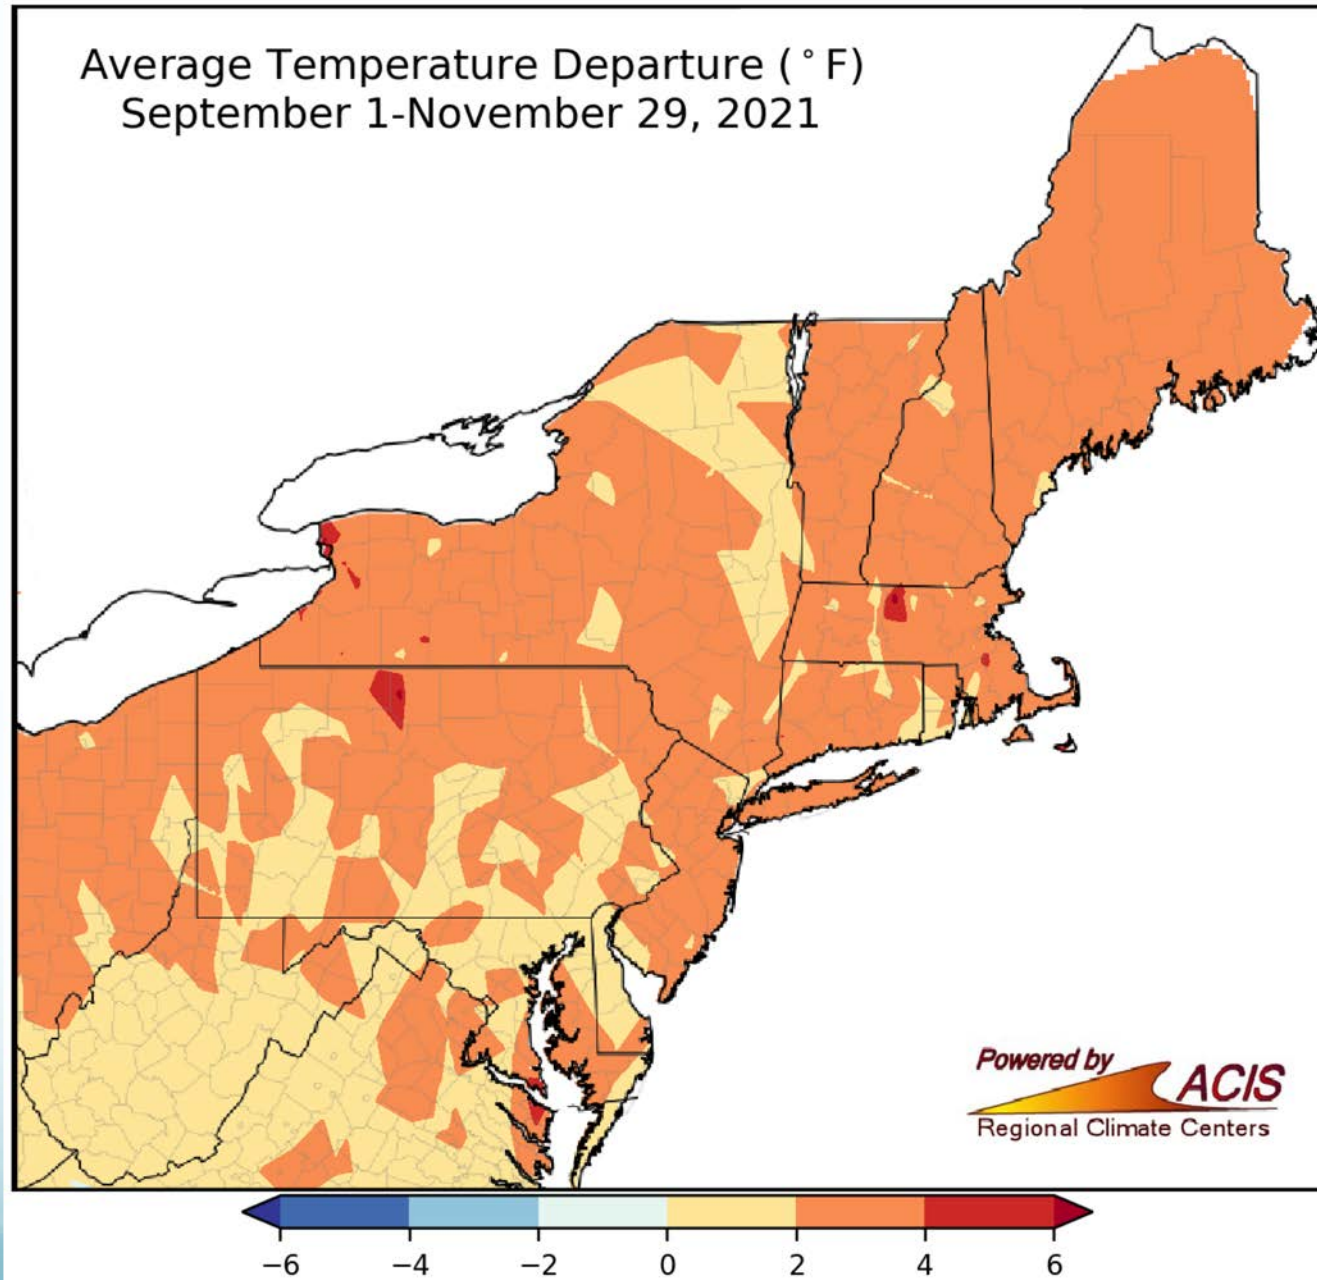 Average Temperature Departure (°F)
September 1-November 29, 2021
Powered by
ACIS
Regional Climate Centers
−6 −4 −2 0 2 4 6